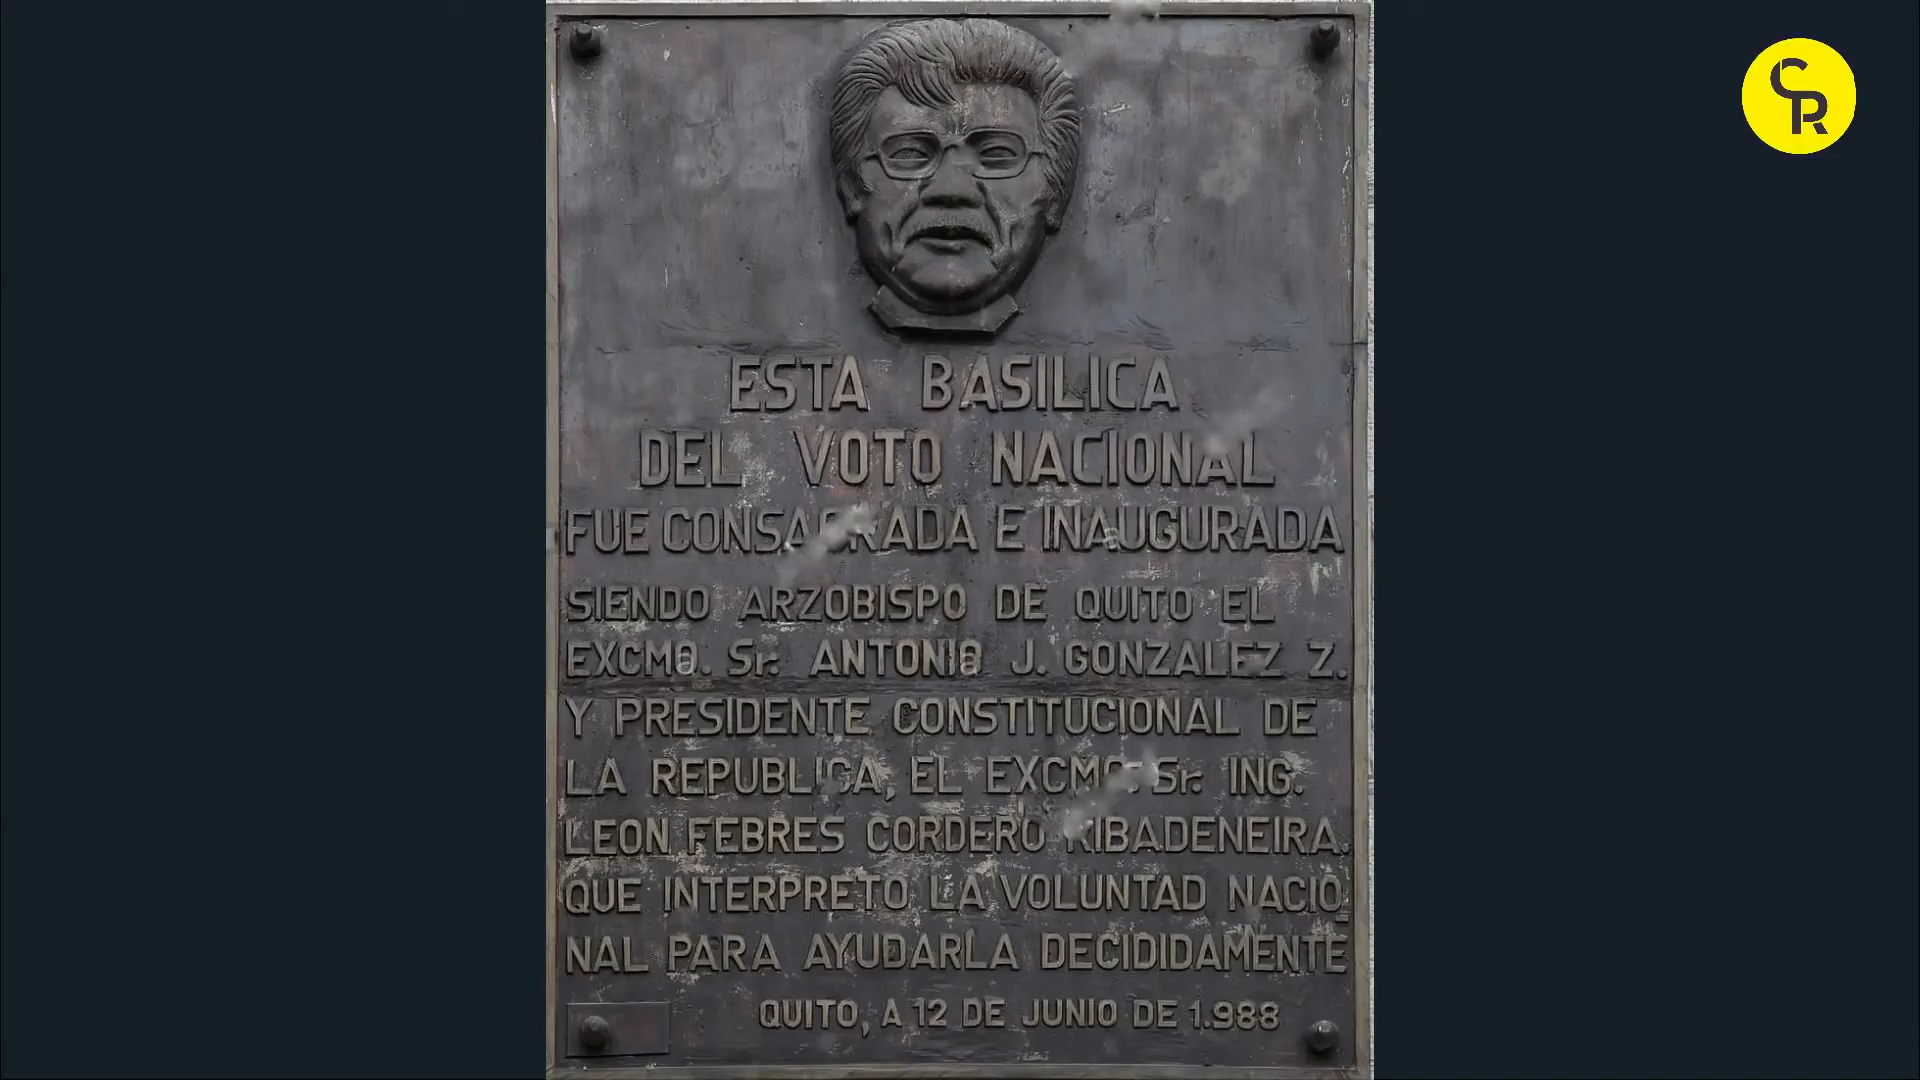 CR
ESTA BASILICA
DEL VOTO NACIONAL
FUE CONSAGRADA E INAUGURADA
SIENDO ARZOBISPO DE QUITO EL
EXCMO. Sr. ANTONIO J. GONZALEZ Z.
Y PRESIDENTE CONSTITUCIONAL DE
LA REPUBLICA, EL EXCMO. Sr. ING.
LEON FEBRES CORDERO RIBADENEIRA.
QUE INTERPRETO LA VOLUNTAD NACIO
NAL PARA AYUDARLA DECIDIDAMENTE
QUITO, A 12 DE JUNIO DE 1.988